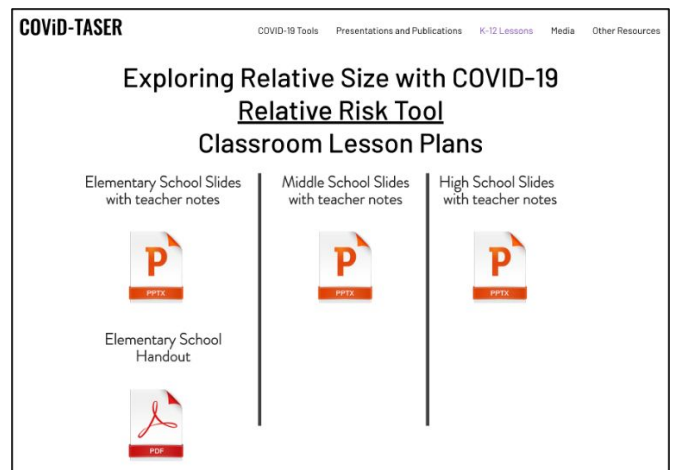 COViD-TASER
COVID-19 Tools Presentations and Publications K-12 Lessons Media Other Resources
Exploring Relative Size with COVID-19
Relative Risk Tool
Classroom Lesson Plans
Elementary School Slides
with teacher notes
P
PPTX
Elementary School
Handout
PDF
Middle School Slides
with teacher notes
P
PPTX
High School Slides
with teacher notes
P
PPTX